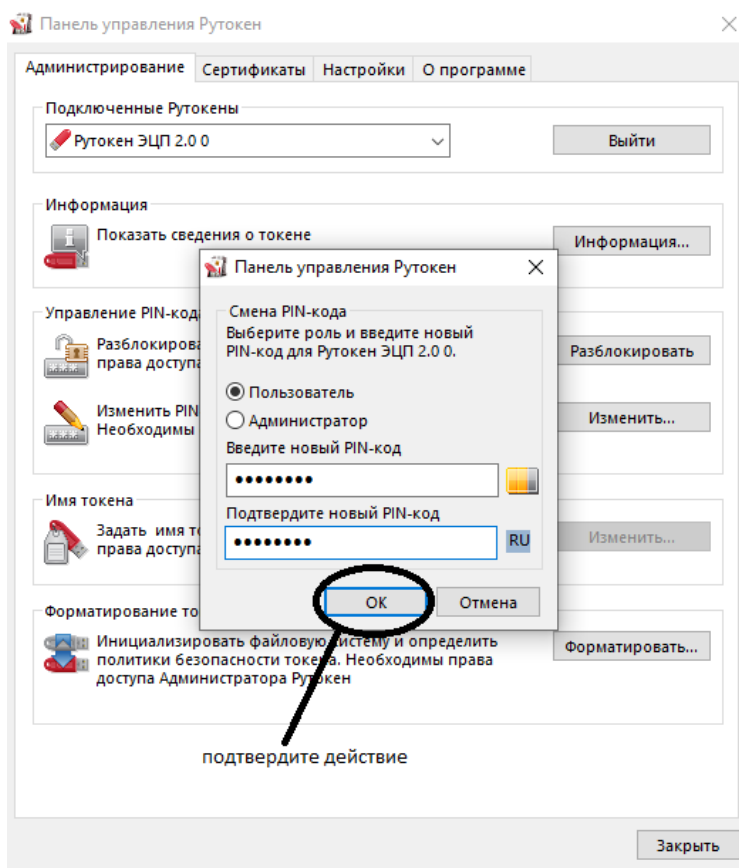 Панель управления Рутокен
Администрирование Сертификаты Настройки О программе
Подключенные Рутокены
Рутокен ЭЦП 2.0 0
Выйти
Информация
Показать сведения о токене
Информация...
Панель управления Рутокен
Смена PIN-кода
Выберите роль и введите новый
PIN-код для Рутокен ЭЦП 2.0 0.
Пользователь
Администратор
Введите новый PIN-код
••••••••
Подтвердите новый PIN-код
••••••••
RU
OK
Отмена
Управление PIN-код
Разблокиров
права доступа
Разблокировать
Изменить PIN
Необходимы
Изменить...
Имя токена
Задать имя т
права доступа
Изменить...
Форматирование то
Инициализировать файловую систему и определить
политики безопасности токена. Необходимы права
доступа Администратора Рутокен
Форматировать...
подтвердите действие
Закрыть